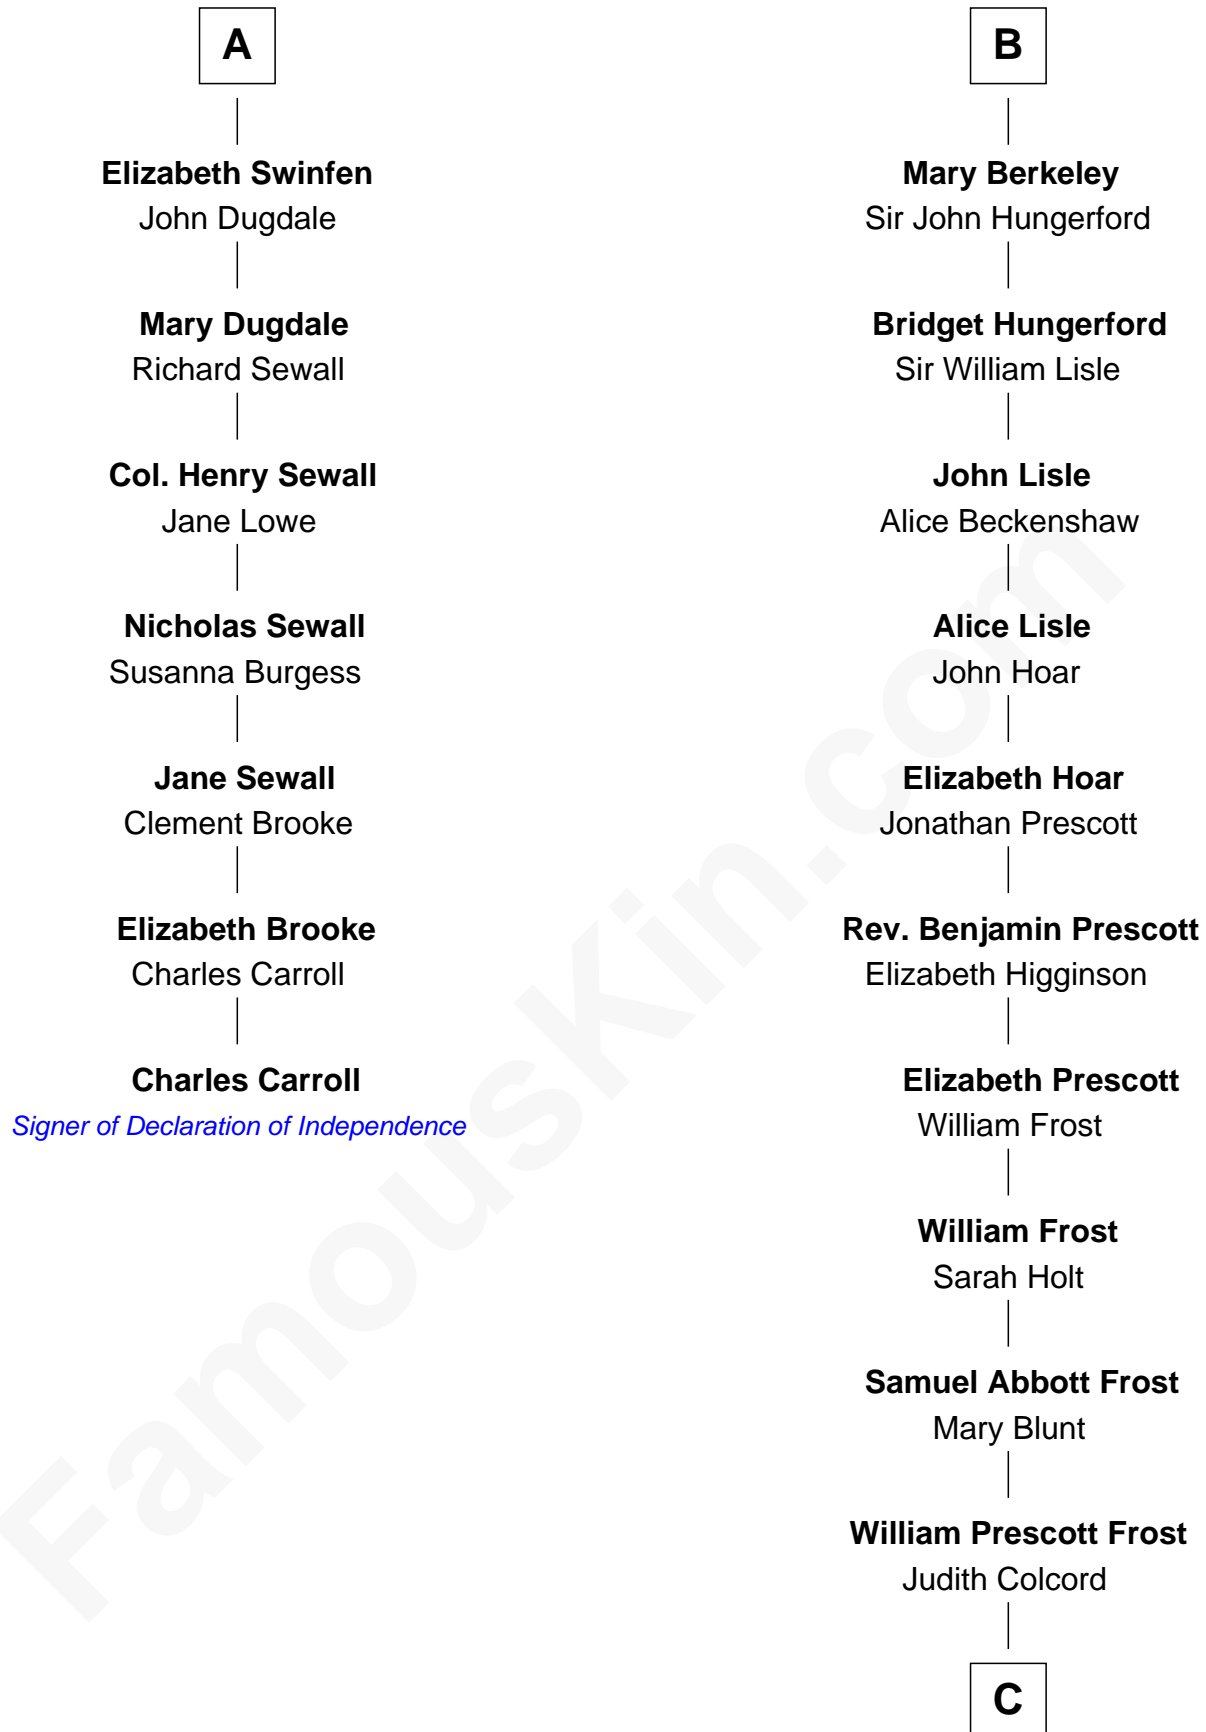 A
Elizabeth Swinfen
John Dugdale
Mary Dugdale
Richard Sewall
Col. Henry Sewall
Jane Lowe
Nicholas Sewall
Susanna Burgess
Jane Sewall
Clement Brooke
Elizabeth Brooke
Charles Carroll
Charles Carroll
Signer of Declaration of Independence
B
Mary Berkeley
Sir John Hungerford
Bridget Hungerford
Sir William Lisle
John Lisle
Alice Beckenshaw
Alice Lisle
John Hoar
Elizabeth Hoar
Jonathan Prescott
Rev. Benjamin Prescott
Elizabeth Higginson
Elizabeth Prescott
William Frost
William Frost
Sarah Holt
Samuel Abbott Frost
Mary Blunt
William Prescott Frost
Judith Colcord
C
FamousKin.com